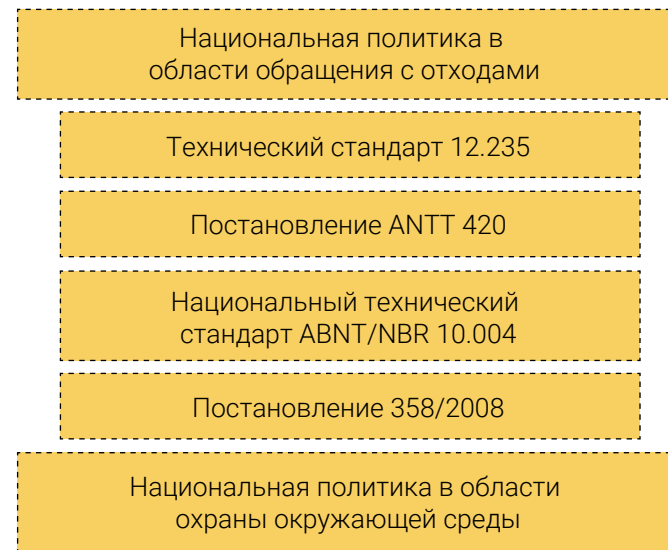 Национальная политика в
области обращения с отходами
Технический стандарт 12.235
Постановление ANTT 420
Национальный технический
стандарт ABNT/NBR 10.004
Постановление 358/2008
Национальная политика в области
охраны окружающей среды